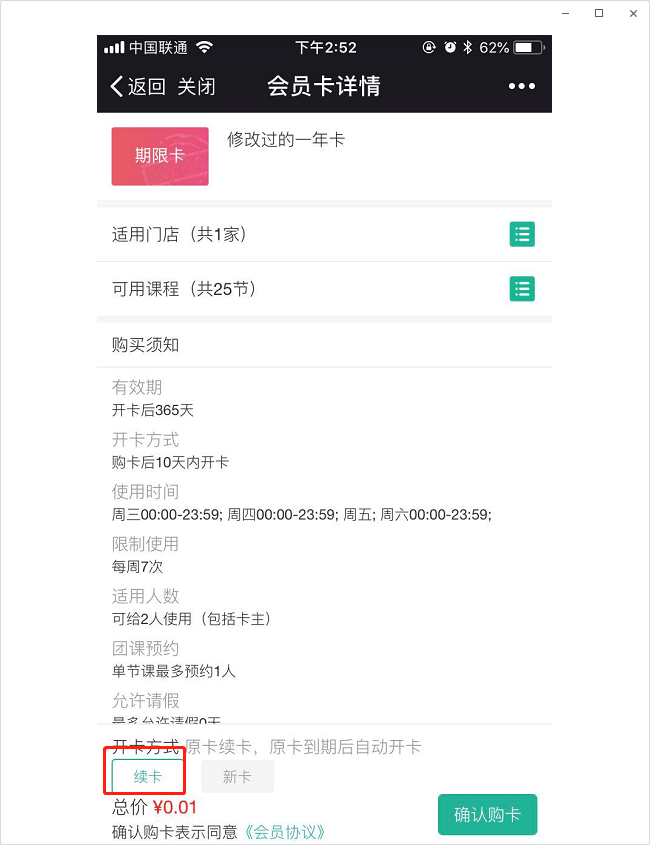 中国联通 下午2:52 62%
返回 关闭 会员卡详情
期限卡
修改过的一年卡
适用门店（共1家）
可用课程（共25节）
购买须知
有效期
开卡后365天
开卡方式
购卡后10天内开卡
使用时间
周三00:00-23:59; 周四00:00-23:59; 周五; 周六00:00-23:59;
限制使用
每周7次
适用人数
可给2人使用（包括卡主）
团课预约
单节课最多预约1人
允许请假
最多允许请假0天
开卡方式 原卡续卡，原卡到期后自动开卡
续卡 新卡
总价 ¥0.01
确认购卡
确认购卡表示同意《会员协议》